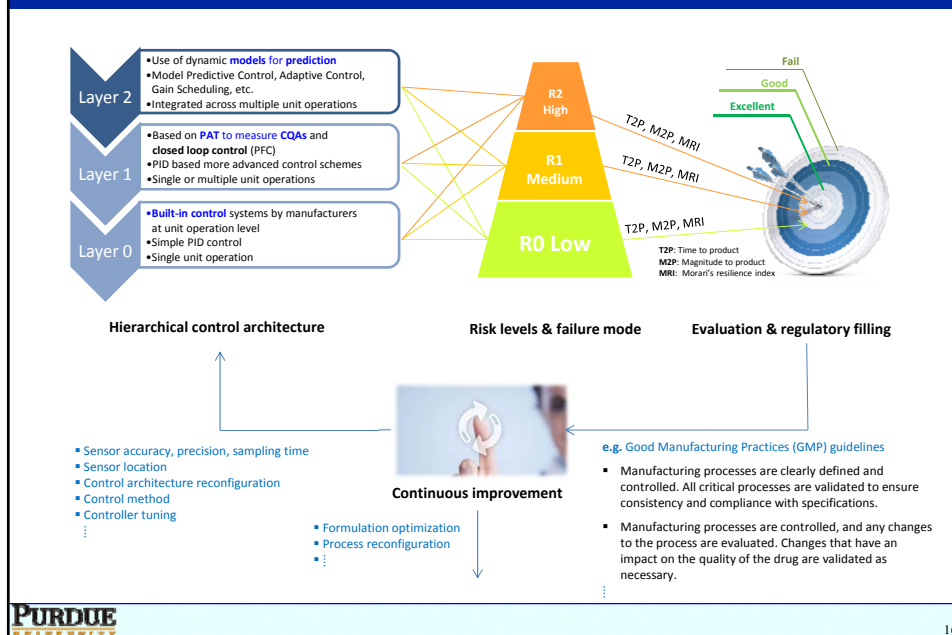 Layer 2
•Use of dynamic models for prediction
•Model Predictive Control, Adaptive Control,
Gain Scheduling, etc.
•Integrated across multiple unit operations
Layer 1
•Based on PAT to measure CQAs and
closed loop control (PFC)
•PID based more advanced control schemes
•Single or multiple unit operations
Layer 0
•Built-in control systems by manufacturers
at unit operation level
•Simple PID control
•Single unit operation
R2
High
R1
Medium
R0 Low
T2P, M2P, MRI
T2P, M2P, MRI
T2P, M2P, MRI
Fail
Good
Excellent
T2P: Time to product
M2P: Magnitude to product
MRI: Morari's resilience index
Hierarchical control architecture
Risk levels & failure mode
Evaluation & regulatory filling
▪ Sensor accuracy, precision, sampling time
▪ Sensor location
▪ Control architecture reconfiguration
▪ Control method
▪ Controller tuning
⋮
Continuous improvement
▪ Formulation optimization
▪ Process reconfiguration
▪ ⋮
e.g. Good Manufacturing Practices (GMP) guidelines
▪ Manufacturing processes are clearly defined and
controlled. All critical processes are validated to ensure
consistency and compliance with specifications.
▪ Manufacturing processes are controlled, and any changes
to the process are evaluated. Changes that have an
impact on the quality of the drug are validated as
necessary.
⋮
PURDUE